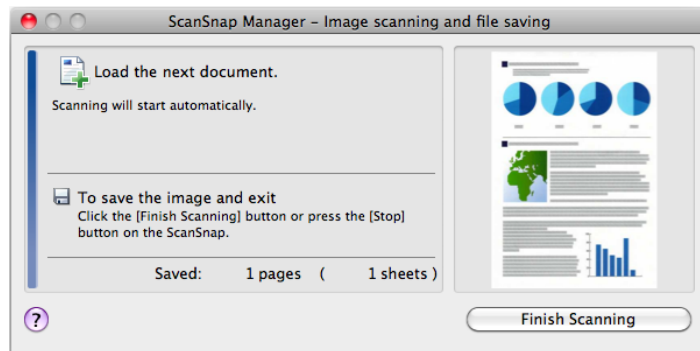 ScanSnap Manager – Image scanning and file saving
Load the next document.
Scanning will start automatically.
To save the image and exit
Click the [Finish Scanning] button or press the [Stop]
button on the ScanSnap.
Saved: 1 pages ( 1 sheets )
?
Finish Scanning